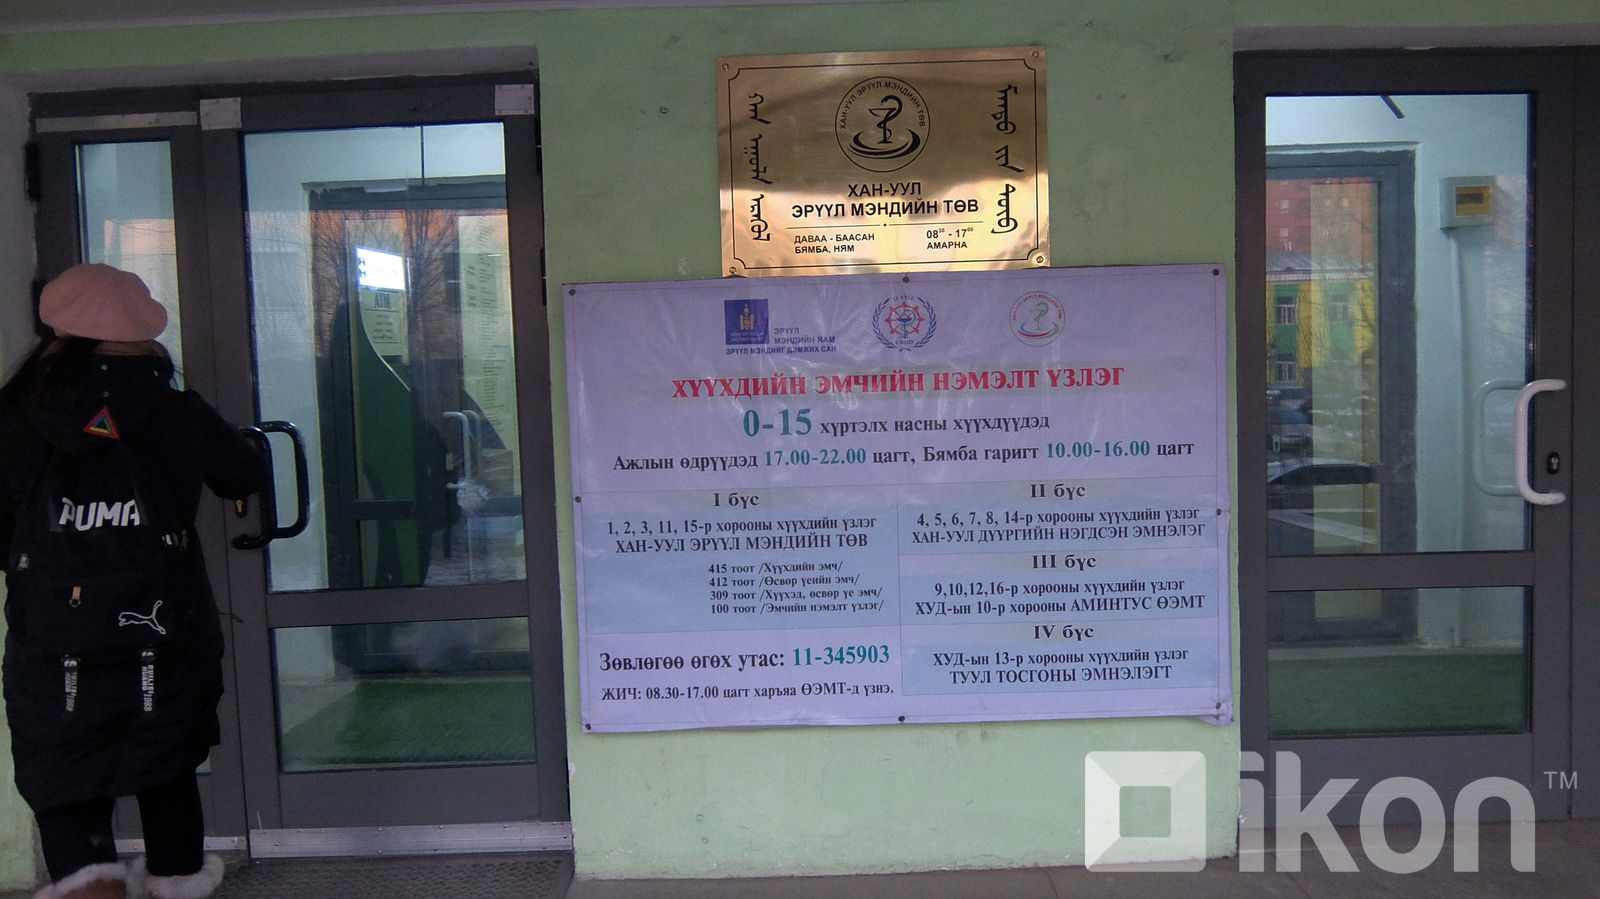 ХАН-УУЛ ЭРҮҮЛ МЭНДИЙН ТӨВ
ХАН-УУЛ
ЭРҮҮЛ МЭНДИЙН ТӨВ
ДАВАА - БААСАН 08³⁰ - 17⁰⁰
БЯМБА, НЯМ АМАРНА
ЭРҮҮЛ
МЭНДИЙН ЯАМ
ЭРҮҮЛ МЭНДИЙГ ДЭМЖИХ САН
ХҮҮХДИЙН ЭМЧИЙН НЭМЭЛТ ҮЗЛЭГ
0-15 хүртэлх насны хүүхдүүдэд
Ажлын өдрүүдэд 17.00-22.00 цагт, Бямба гаригт 10.00-16.00 цагт
I бүс
1, 2, 3, 11, 15-р хорооны хүүхдийн үзлэг
ХАН-УУЛ ЭРҮҮЛ МЭНДИЙН ТӨВ
415 тоот /Хүүхдийн эмч/
412 тоот /Өсвөр үеийн эмч/
309 тоот /Хүүхэд, өсвөр үе эмч/
100 тоот /Эмчийн нэмэлт үзлэг/
Зөвлөгөө өгөх утас: 11-345903
ЖИЧ: 08.30-17.00 цагт харъяа ӨЭМТ-д үзнэ.
II бүс
4, 5, 6, 7, 8, 14-р хорооны хүүхдийн үзлэг
ХАН-УУЛ ДҮҮРГИЙН НЭГДСЭН ЭМНЭЛЭГ
III бүс
9,10,12,16-р хорооны хүүхдийн үзлэг
ХУД-ын 10-р хорооны АМИНТУС ӨЭМТ
IV бүс
ХУД-ын 13-р хорооны хүүхдийн үзлэг
ТУУЛ ТОСГОНЫ ЭМНЭЛЭГТ
ATM
PUMA
ikon™